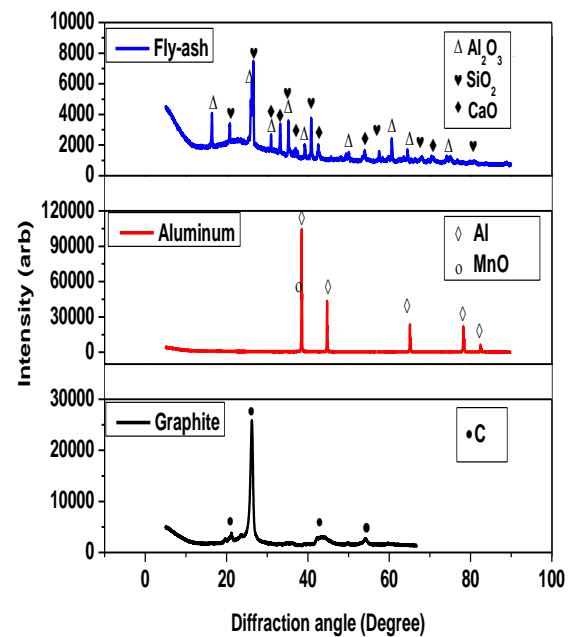 10000
8000
6000
4000
2000
0
Fly-ash
Δ Al₂O₃
♥ SiO₂
♦ CaO
120000
90000
60000
30000
0
Aluminum
◊ Al
o MnO
o
30000
20000
10000
0
Graphite
• C
0 20 40 60 80 100
Intensity (arb)
Diffraction angle (Degree)